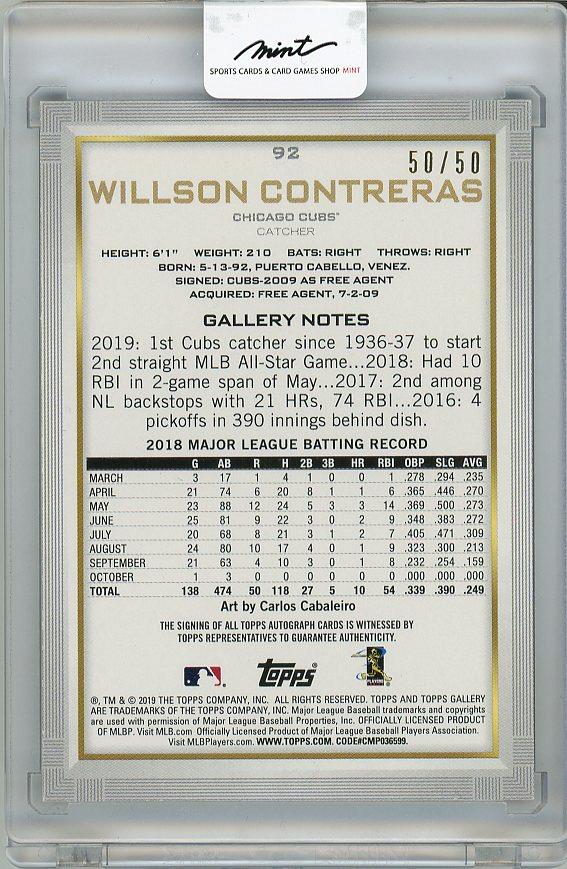 mint
SPORTS CARDS & CARD GAMES SHOP MINT
92
50/50
WILLSON CONTRERAS
CHICAGO CUBS™
CATCHER
HEIGHT: 6'1" WEIGHT: 210 BATS: RIGHT THROWS: RIGHT
BORN: 5-13-92, PUERTO CABELLO, VENEZ.
SIGNED: CUBS-2009 AS FREE AGENT
ACQUIRED: FREE AGENT, 7-2-09
GALLERY NOTES
2019: 1st Cubs catcher since 1936-37 to start
2nd straight MLB All-Star Game...2018: Had 10
RBI in 2-game span of May...2017: 2nd among
NL backstops with 21 HRs, 74 RBI...2016: 4
pickoffs in 390 innings behind dish.
2018 MAJOR LEAGUE BATTING RECORD
G AB R H 2B 3B HR RBI OBP SLG AVG
MARCH 3 17 1 4 1 0 0 1 .278 .294 .235
APRIL 21 74 6 20 8 1 1 6 .365 .446 .270
MAY 23 88 12 24 5 3 3 14 .369 .500 .273
JUNE 25 81 9 22 3 0 2 9 .348 .383 .272
JULY 20 68 8 21 3 1 2 7 .405 .471 .309
AUGUST 24 80 10 17 4 0 1 9 .323 .300 .213
SEPTEMBER 21 63 4 10 3 0 1 8 .232 .254 .159
OCTOBER 1 3 0 0 0 0 0 0 .000 .000 .000
TOTAL 138 474 50 118 27 5 10 54 .339 .390 .249
Art by Carlos Cabaleiro
THE SIGNING OF ALL TOPPS AUTOGRAPH CARDS IS WITNESSED BY
TOPPS REPRESENTATIVES TO GUARANTEE AUTHENTICITY.
Topps®
PLAYERS
®, TM & © 2019 THE TOPPS COMPANY, INC. ALL RIGHTS RESERVED. TOPPS AND TOPPS GALLERY
ARE TRADEMARKS OF THE TOPPS COMPANY, INC. Major League Baseball trademarks and copyrights
are used with permission of Major League Baseball Properties, Inc. OFFICIALLY LICENSED PRODUCT
OF MLBP. Visit MLB.com Officially Licensed Product of Major League Baseball Players Association.
Visit MLBPlayers.com. WWW.TOPPS.COM. CODE#CMP036599.